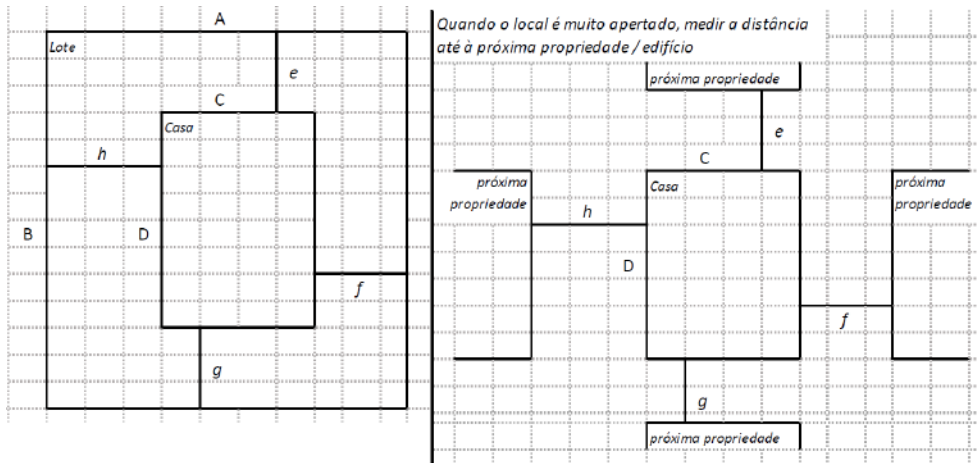 A
Lote
e
C
Casa
h
B
D
f
g
Quando o local é muito apertado, medir a distância
até à próxima propriedade / edifício
próxima propriedade
e
C
próxima
propriedade
Casa
próxima
propriedade
h
D
f
g
próxima propriedade